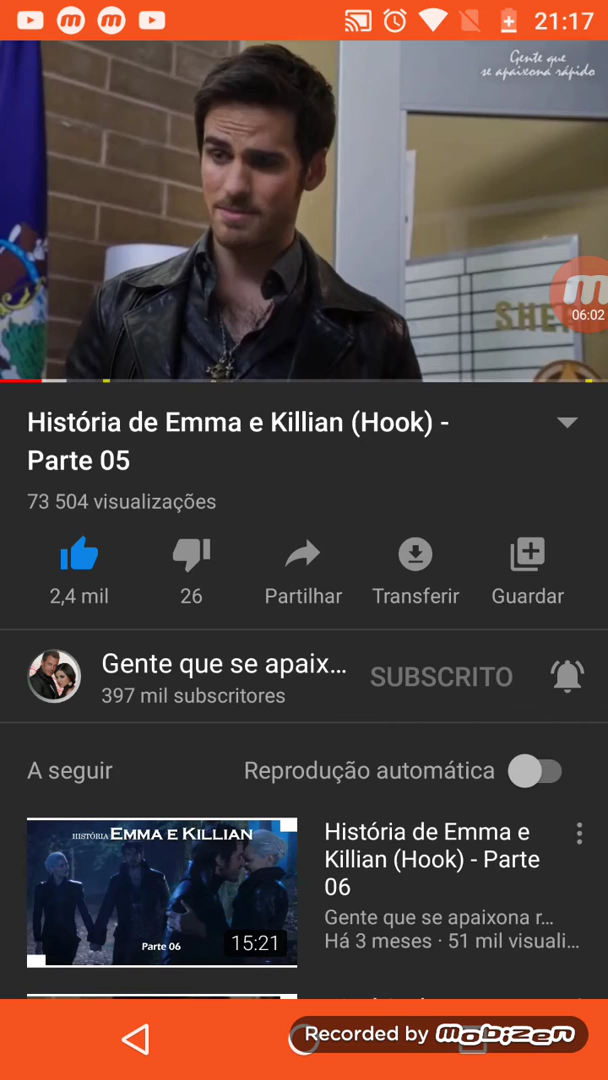 21:17
Gente que
se apaixona rápido
SHE
06:02
História de Emma e Killian (Hook) -
Parte 05
73 504 visualizações
2,4 mil
26
Partilhar
Transferir
Guardar
Gente que se apaix...
SUBSCRITO
397 mil subscritores
A seguir
Reprodução automática
HISTÓRIA EMMA E KILLIAN
Parte 06
15:21
História de Emma e
Killian (Hook) - Parte
06
Gente que se apaixona r...
Há 3 meses · 51 mil visuali...
Recorded by mobizen